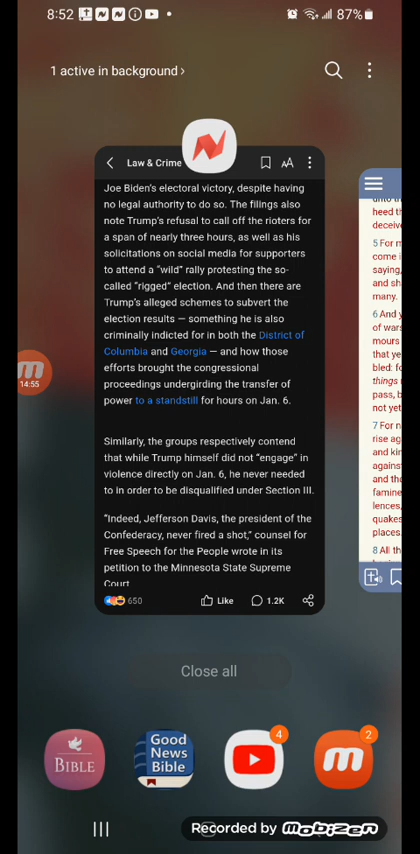 8:52
87%
1 active in background >
Law & Crime
Joe Biden's electoral victory, despite having
no legal authority to do so. The filings also
note Trump's refusal to call off the rioters for
a span of nearly three hours, as well as his
solicitations on social media for supporters
to attend a “wild” rally protesting the so-
called “rigged” election. And then there are
Trump's alleged schemes to subvert the
election results — something he is also
criminally indicted for in both the District of
Columbia and Georgia — and how those
efforts brought the congressional
proceedings undergirding the transfer of
power to a standstill for hours on Jan. 6.
Similarly, the groups respectively contend
that while Trump himself did not “engage” in
violence directly on Jan. 6, he never needed
to in order to be disqualified under Section III.
“Indeed, Jefferson Davis, the president of the
Confederacy, never fired a shot,” counsel for
Free Speech for the People wrote in its
petition to the Minnesota State Supreme
Court
650
Like
1.2K
heed th
deceive
5 For m
come i
saying,
and sh
many.
6 And y
of wars
mours
that ye
bled: fo
things
pass, b
not yet
7 For n
rise aga
and kin
against
and the
famine
lences,
quakes
places.
8 All th
14:55
Close all
BIBLE
Good
News
Bible
4
2
Recorded by mobizen